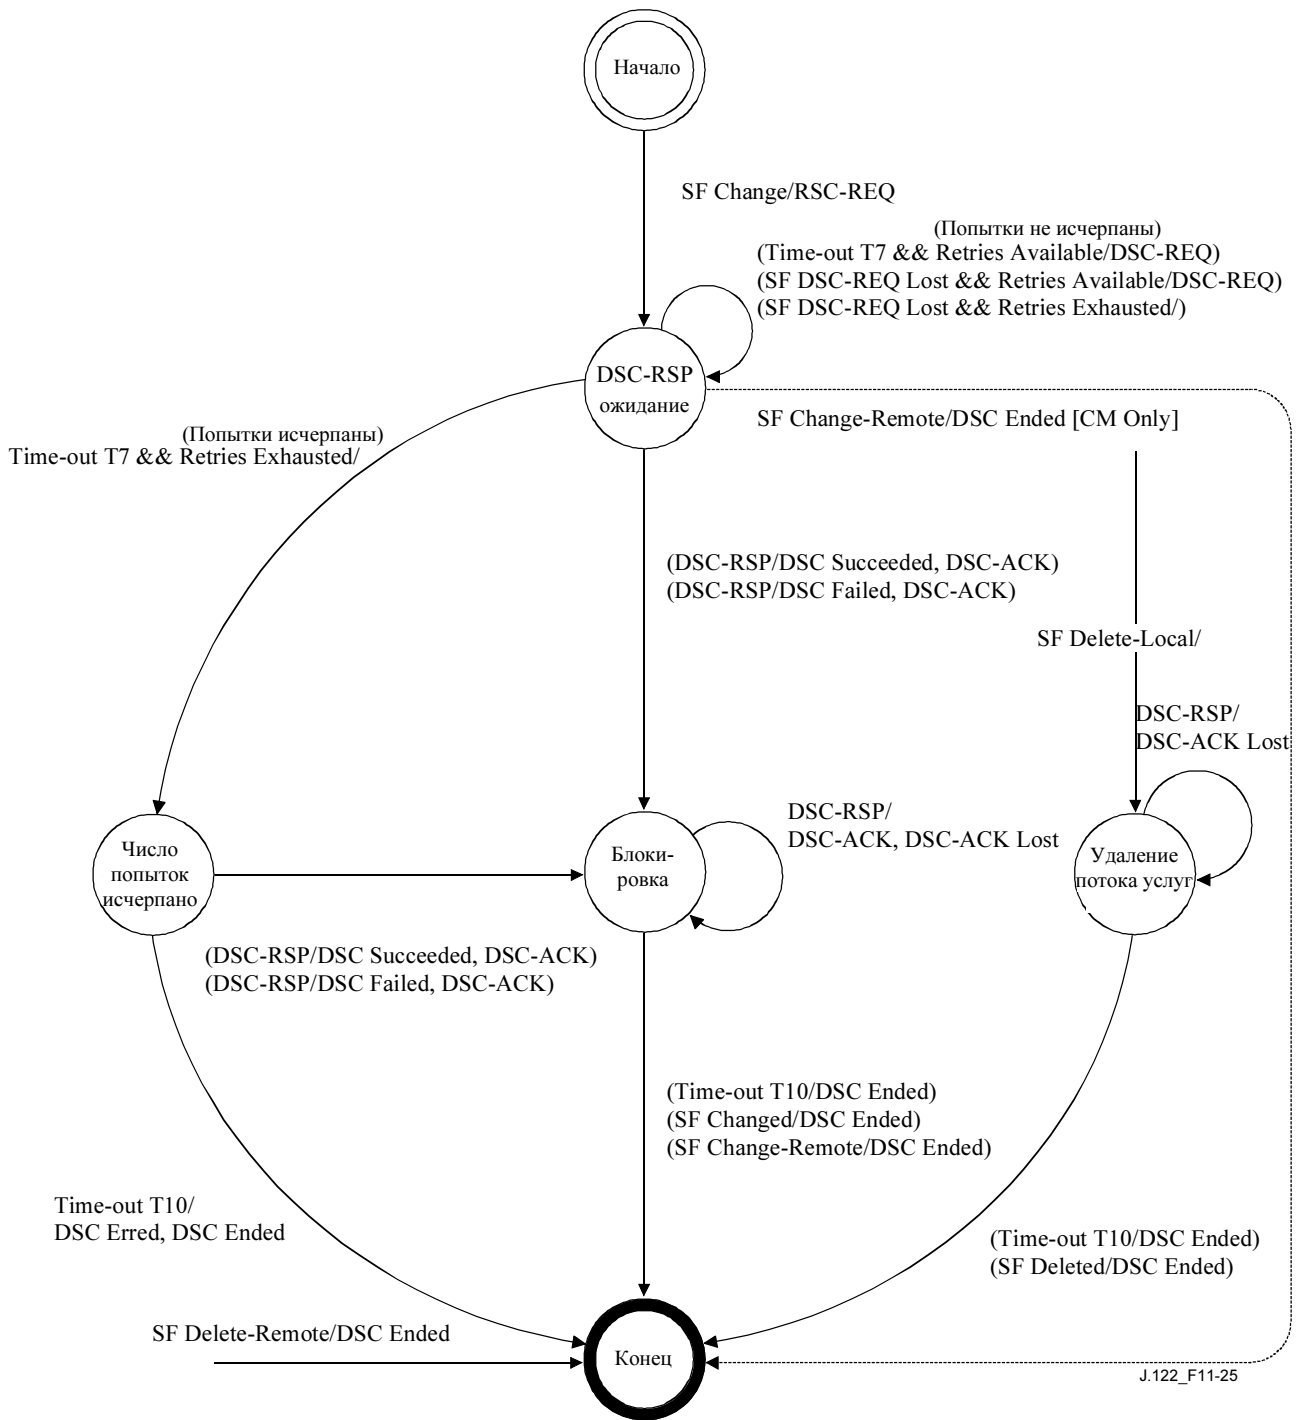 Начало
SF Change/RSC-REQ
(Попытки не исчерпаны)
(Time-out T7 && Retries Available/DSC-REQ)
(SF DSC-REQ Lost && Retries Available/DSC-REQ)
(SF DSC-REQ Lost && Retries Exhausted/)
DSC-RSP
ожидание
SF Change-Remote/DSC Ended [CM Only]
(Попытки исчерпаны)
Time-out T7 && Retries Exhausted/
(DSC-RSP/DSC Succeeded, DSC-ACK)
(DSC-RSP/DSC Failed, DSC-ACK)
SF Delete-Local/
DSC-RSP/
DSC-ACK Lost
DSC-RSP/
DSC-ACK, DSC-ACK Lost
Число
попыток
исчерпано
Блоки-
ровка
Удаление
потока услуг
(DSC-RSP/DSC Succeeded, DSC-ACK)
(DSC-RSP/DSC Failed, DSC-ACK)
(Time-out T10/DSC Ended)
(SF Changed/DSC Ended)
(SF Change-Remote/DSC Ended)
Time-out T10/
DSC Erred, DSC Ended
(Time-out T10/DSC Ended)
(SF Deleted/DSC Ended)
SF Delete-Remote/DSC Ended
Конец
J.122_F11-25